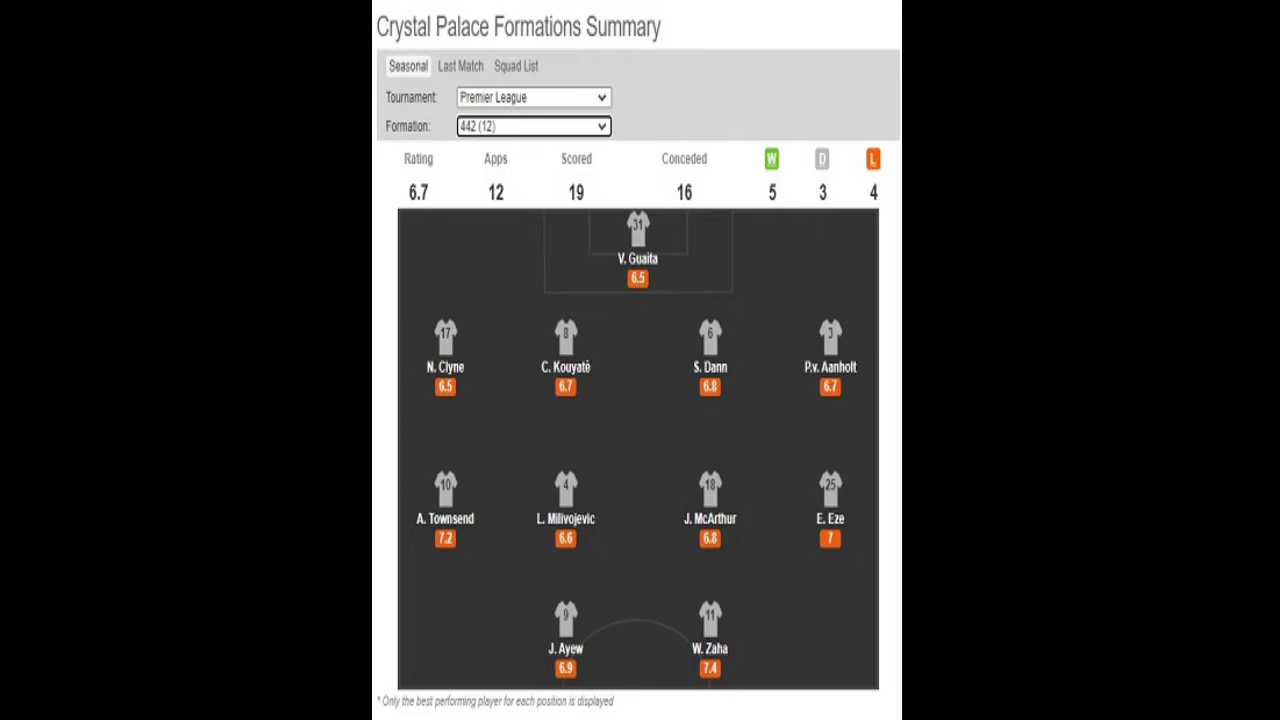 Crystal Palace Formations Summary
Seasonal Last Match Squad List
Tournament: Premier League
Formation: 442 (12)
Rating Apps Scored Conceded W D L
6.7 12 19 16 5 3 4
31
V. Guaita
6.5
17 8 6 3
N. Clyne C. Kouyaté S. Dann P.v. Aanholt
6.5 6.7 6.8 6.7
10 4 18 25
A. Townsend L. Milivojevic J. McArthur E. Eze
7.2 6.6 6.8 7
9 11
J. Ayew W. Zaha
6.9 7.4
* Only the best performing player for each position is displayed